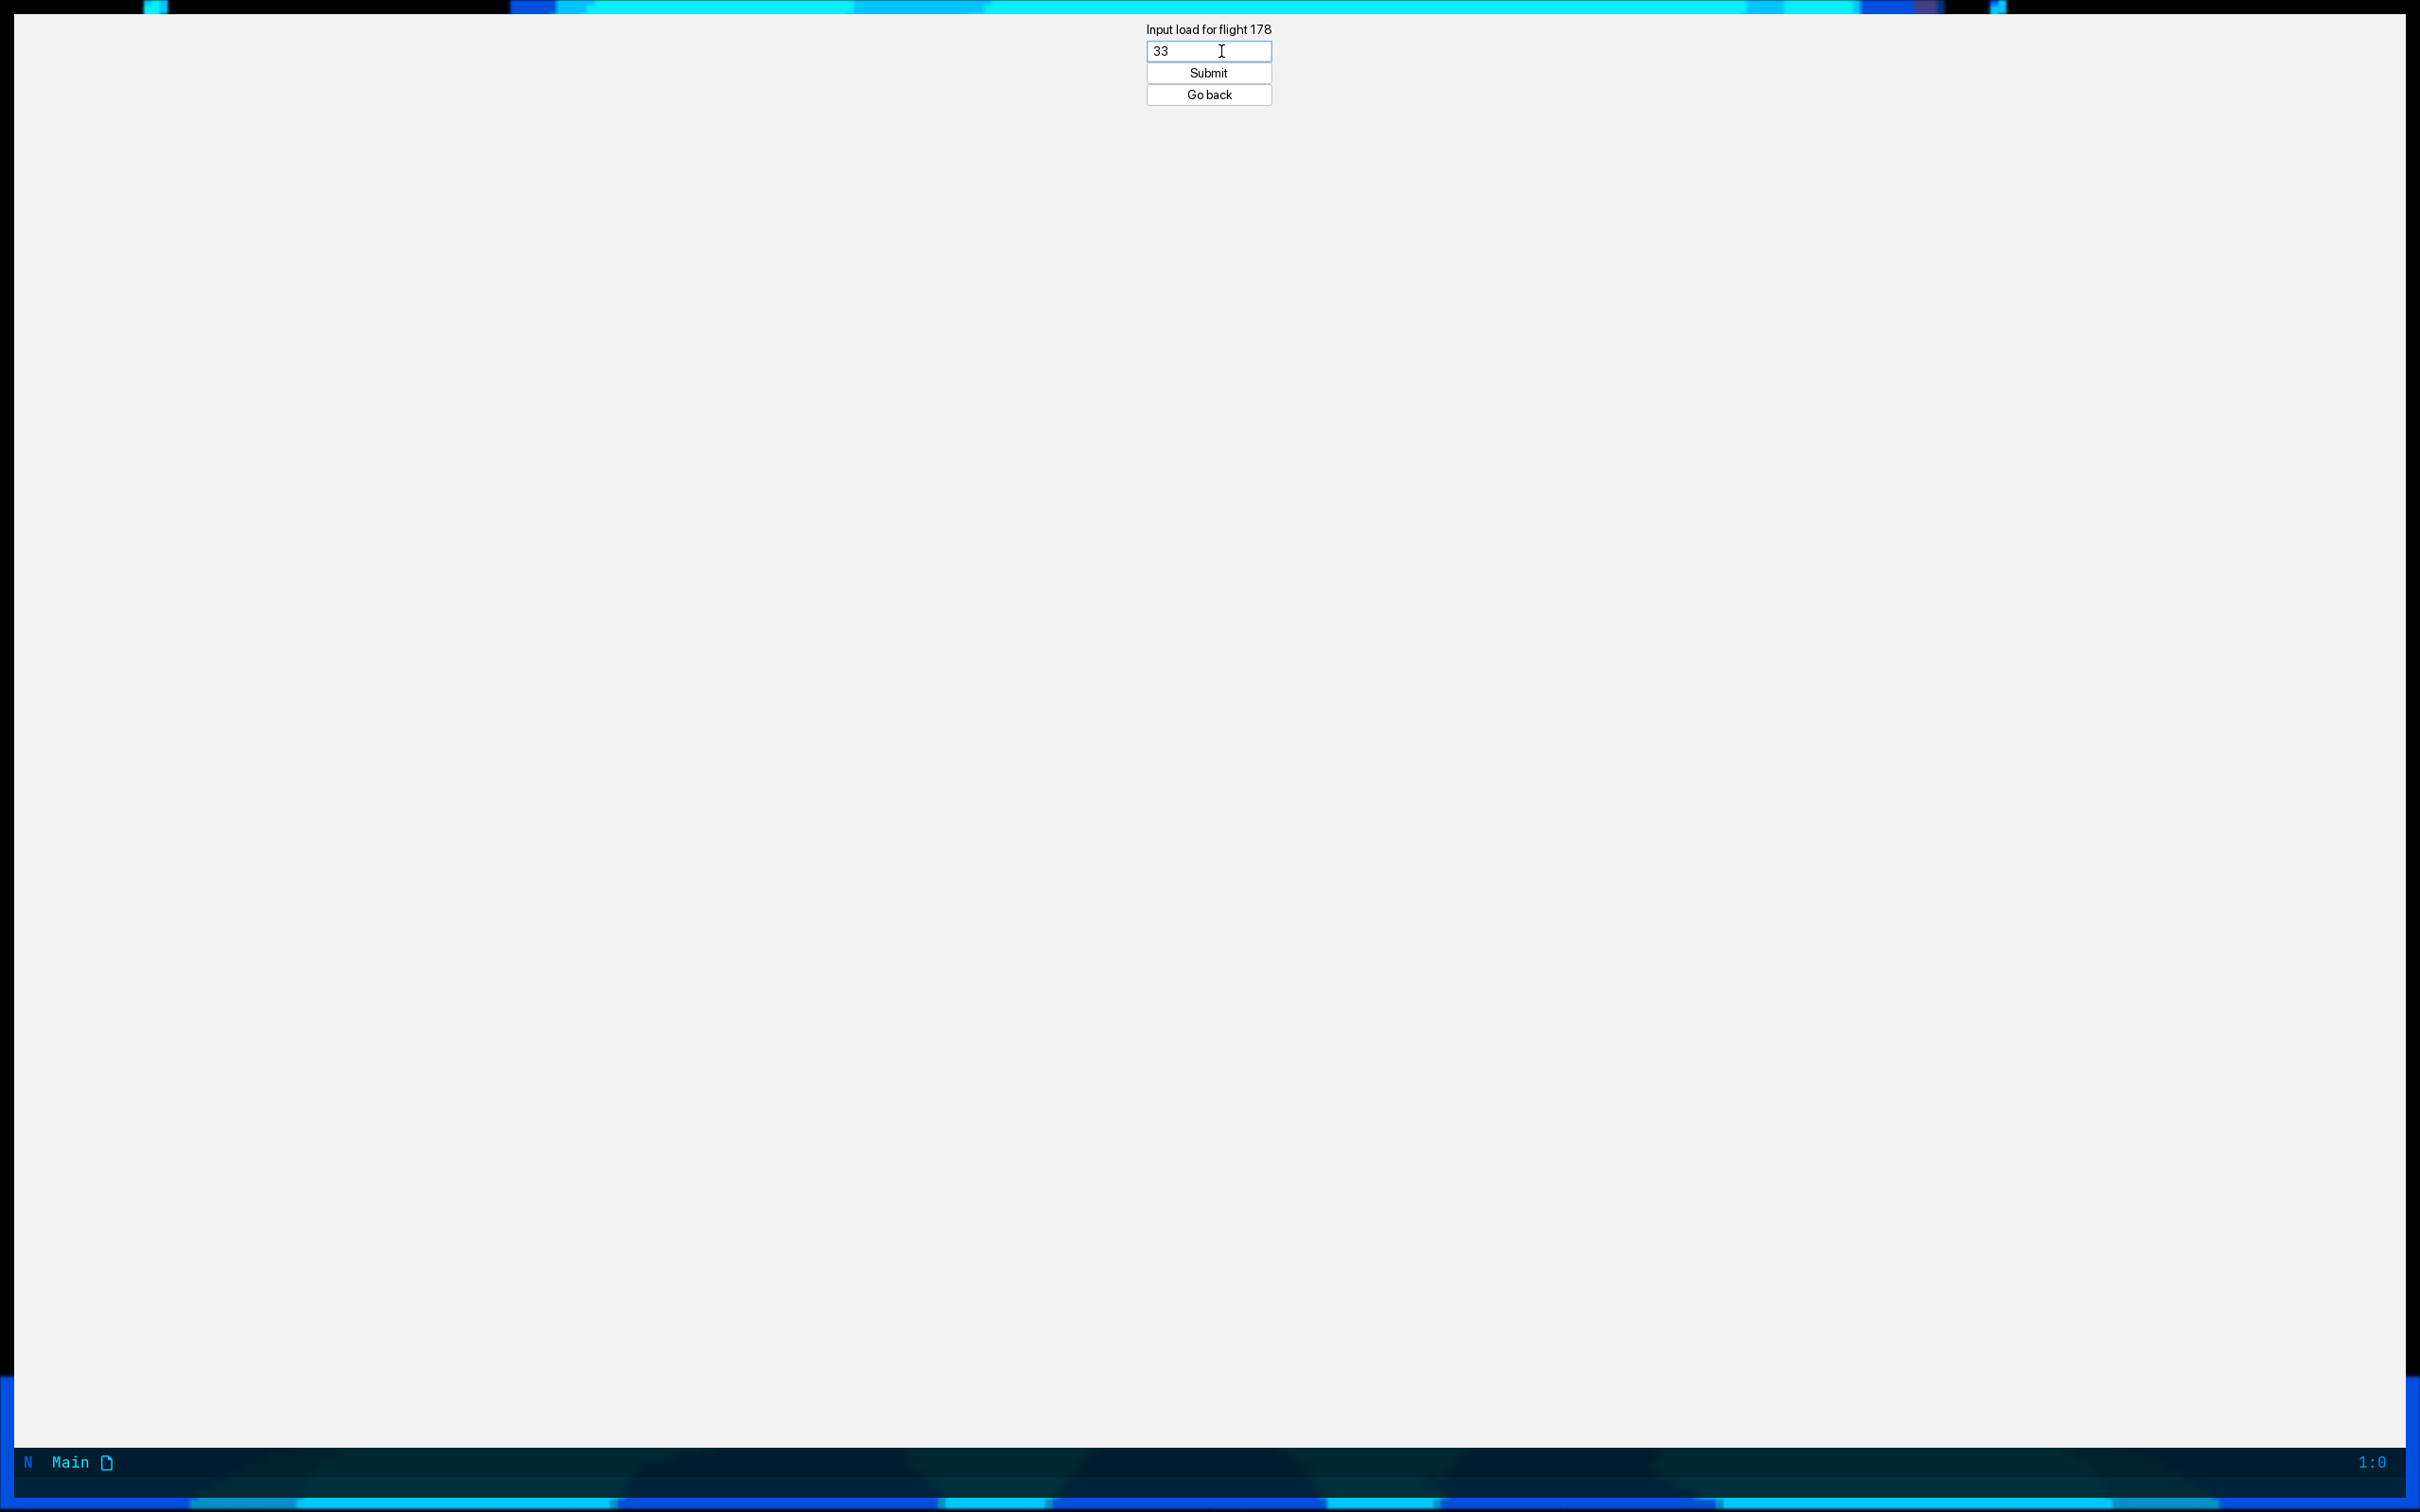 Input load for flight 178
33
Submit
Go back
N Main 1:0